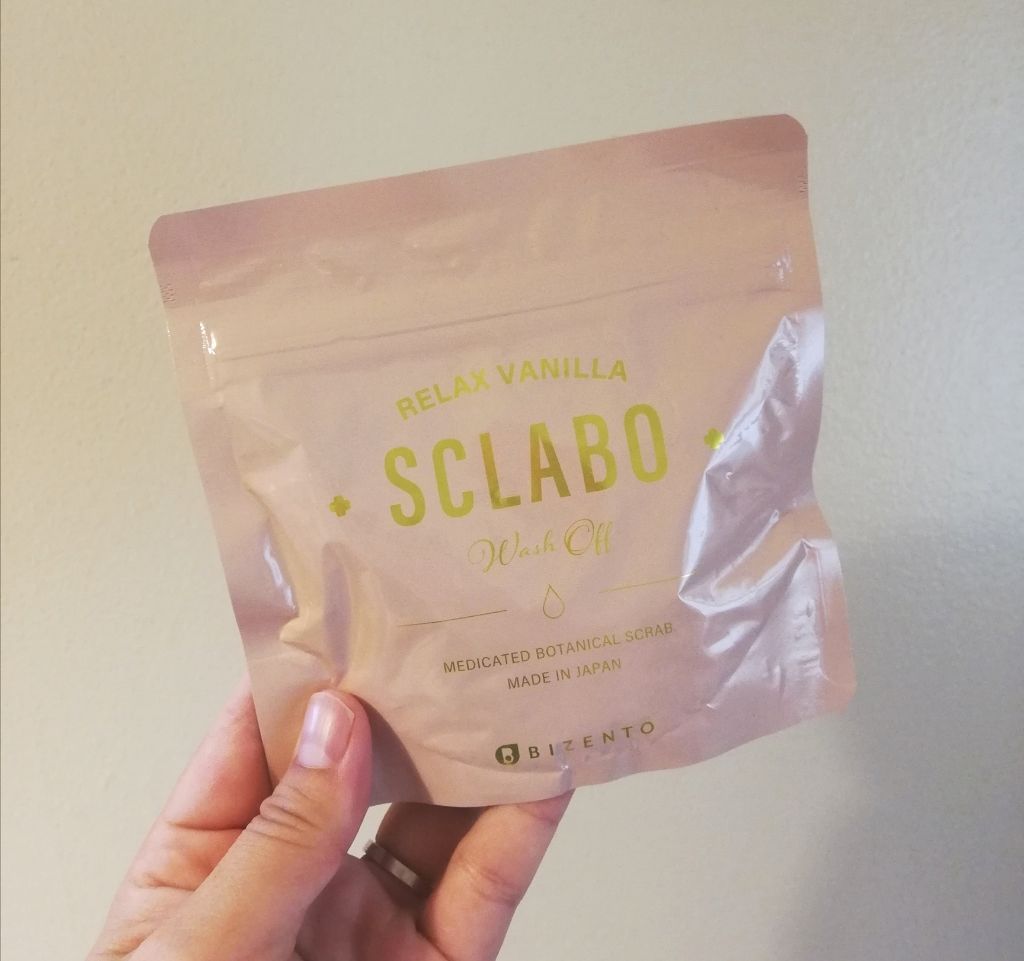 RELAX VANILLA
SCLABO
Wash Off
MEDICATED BOTANICAL SCRAB
MADE IN JAPAN
BIZENTO